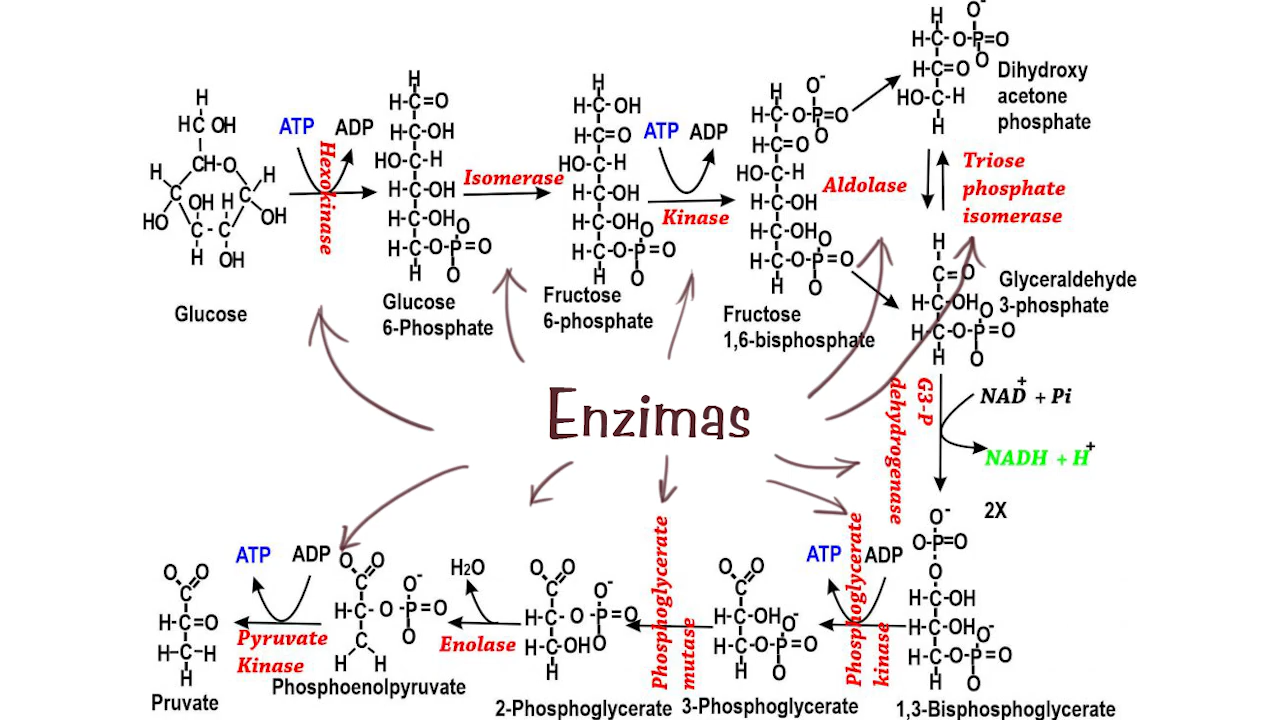 Glucose
ATP
ADP
Hexokinase
Glucose
6-Phosphate
Isomerase
Fructose
6-phosphate
ATP
ADP
Kinase
Fructose
1,6-bisphosphate
Aldolase
Dihydroxy
acetone
phosphate
Triose
phosphate
isomerase
Glyceraldehyde
3-phosphate
Enzimas
G3-P
dehydrogenase
NAD+ + Pi
NADH + H+
2X
1,3-Bisphosphoglycerate
ATP
ADP
Phosphoglycerate
kinase
3-Phosphoglycerate
Phosphoglycerate
mutase
2-Phosphoglycerate
H2O
Enolase
Phosphoenolpyruvate
ATP
ADP
Pyruvate
Kinase
Pruvate